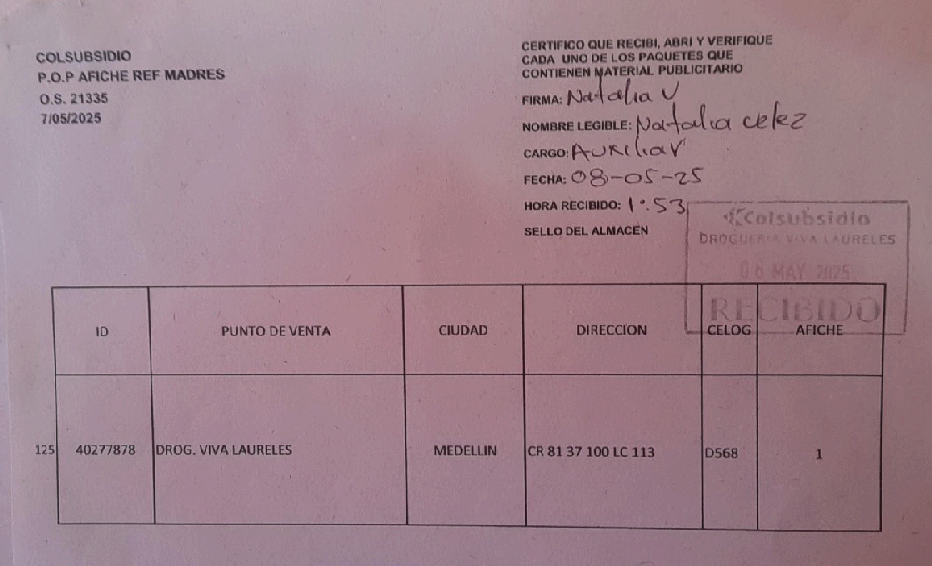 COLSUBSIDIO
P.O.P AFICHE REF MADRES
O.S. 21335
7/05/2025
CERTIFICO QUE RECIBI, ABRI Y VERIFIQUE
CADA UNO DE LOS PAQUETES QUE
CONTIENEN MATERIAL PUBLICITARIO
FIRMA: Natalia V
NOMBRE LEGIBLE: Natalia
CARGO: Auxiliar
FECHA: 08-05-25
HORA RECIBIDO: 1:53
SELLO DEL ALMACEN
Colsubsidio
DROGUERIA VIVA LAURELES
MAY 2025
RECIBIDO
ID PUNTO DE VENTA CIUDAD DIRECCION CELOG AFICHE
125 40277878 DROG. VIVA LAURELES MEDELLIN CR 81 37 100 LC 113 D568 1